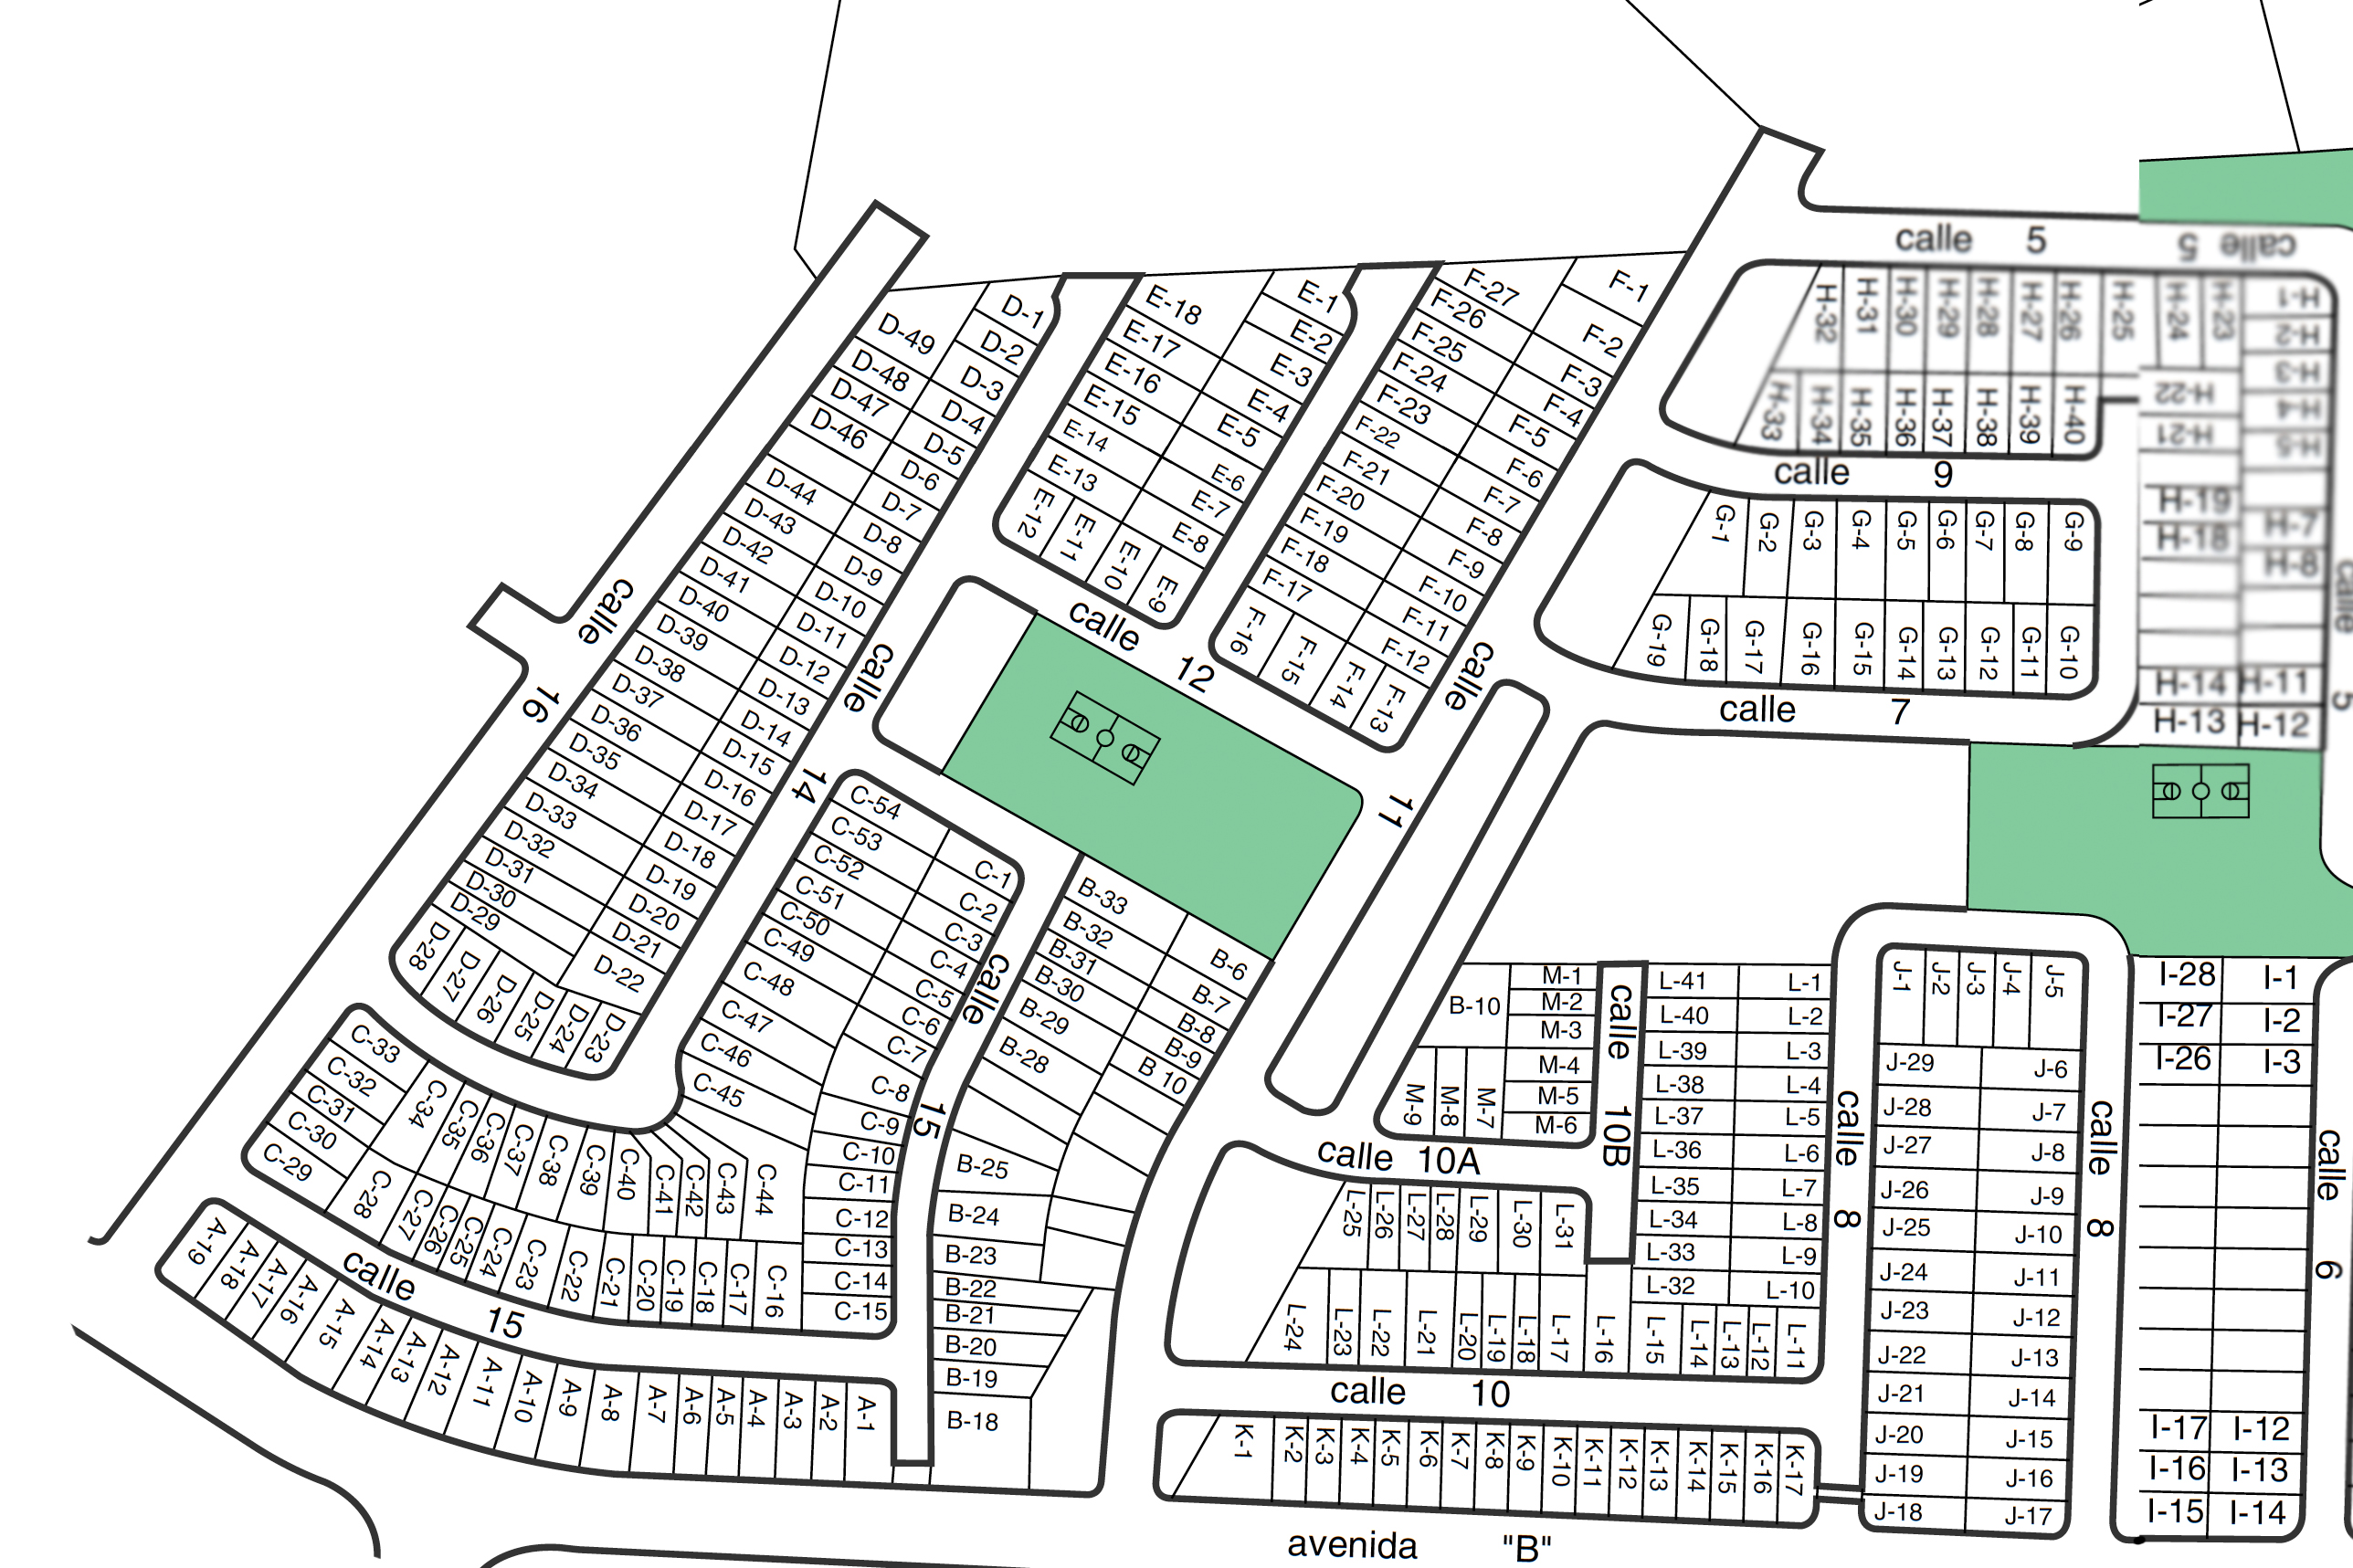 calle 5
calle 5
H-32
H-31
H-30
H-29
H-28
H-27
H-26
H-25
H-24
H-23
H-1
H-2
H-3
H-4
H-5
H-22
H-21
H-33
H-34
H-35
H-36
H-37
H-38
H-39
H-40
calle 9
H-19
H-18
H-7
H-8
H-14
H-11
H-13
H-12
calle 5
G-1
G-2
G-3
G-4
G-5
G-6
G-7
G-8
G-9
G-19
G-18
G-17
G-16
G-15
G-14
G-13
G-12
G-11
G-10
calle 7
F-27
F-1
F-26
F-2
F-25
F-3
F-24
F-4
F-23
F-5
F-22
F-6
F-21
F-7
F-20
F-8
F-19
F-9
F-18
F-10
F-17
F-11
F-12
F-16
F-15
F-14
F-13
calle 11
E-18
E-1
E-17
E-2
E-16
E-3
E-15
E-4
E-14
E-5
E-13
E-6
E-7
E-8
E-12
E-11
E-10
E-9
calle 12
D-49
D-1
D-48
D-2
D-47
D-3
D-46
D-4
D-5
D-44
D-6
D-43
D-7
D-42
D-8
D-41
D-9
D-40
D-10
D-39
D-11
D-38
D-12
D-37
D-13
D-36
D-14
D-35
D-15
D-34
D-16
D-33
D-17
D-32
D-18
D-31
D-19
D-30
D-20
D-29
D-21
D-22
D-28
D-27
D-26
D-25
D-24
D-23
calle 16
calle 14
C-54
C-1
C-53
C-2
C-52
C-3
C-51
C-4
C-50
C-5
C-49
C-6
C-48
C-7
C-47
C-8
C-46
C-9
C-45
C-10
C-11
C-12
C-13
C-14
C-15
C-33
C-32
C-31
C-30
C-29
C-34
C-35
C-36
C-37
C-38
C-39
C-40
C-41
C-42
C-43
C-44
C-28
C-27
C-26
C-25
C-24
C-23
C-22
C-21
C-20
C-19
C-18
C-17
C-16
calle 15
calle 15
A-19
A-18
A-17
A-16
A-15
A-14
A-13
A-12
A-11
A-10
A-9
A-8
A-7
A-6
A-5
A-4
A-3
A-2
A-1
B-33
B-6
B-32
B-7
B-31
B-8
B-30
B-9
B-29
B 10
B-28
B-25
B-24
B-23
B-22
B-21
B-20
B-19
B-18
B-10
M-1
M-2
M-3
M-4
M-5
M-6
M-9
M-8
M-7
calle 10B
calle 10A
L-41
L-1
L-40
L-2
L-39
L-3
L-38
L-4
L-37
L-5
L-36
L-6
L-35
L-7
L-34
L-8
L-33
L-9
L-32
L-10
L-25
L-26
L-27
L-28
L-29
L-30
L-31
L-24
L-23
L-22
L-21
L-20
L-19
L-18
L-17
L-16
L-15
L-14
L-13
L-12
L-11
calle 10
K-1
K-2
K-3
K-4
K-5
K-6
K-7
K-8
K-9
K-10
K-11
K-12
K-13
K-14
K-15
K-16
K-17
avenida "B"
calle 8
J-1
J-2
J-3
J-4
J-5
J-29
J-6
J-28
J-7
J-27
J-8
J-26
J-9
J-25
J-10
J-24
J-11
J-23
J-12
J-22
J-13
J-21
J-14
J-20
J-15
J-19
J-16
J-18
J-17
calle 8
I-28
I-1
I-27
I-2
I-26
I-3
I-17
I-12
I-16
I-13
I-15
I-14
calle 6